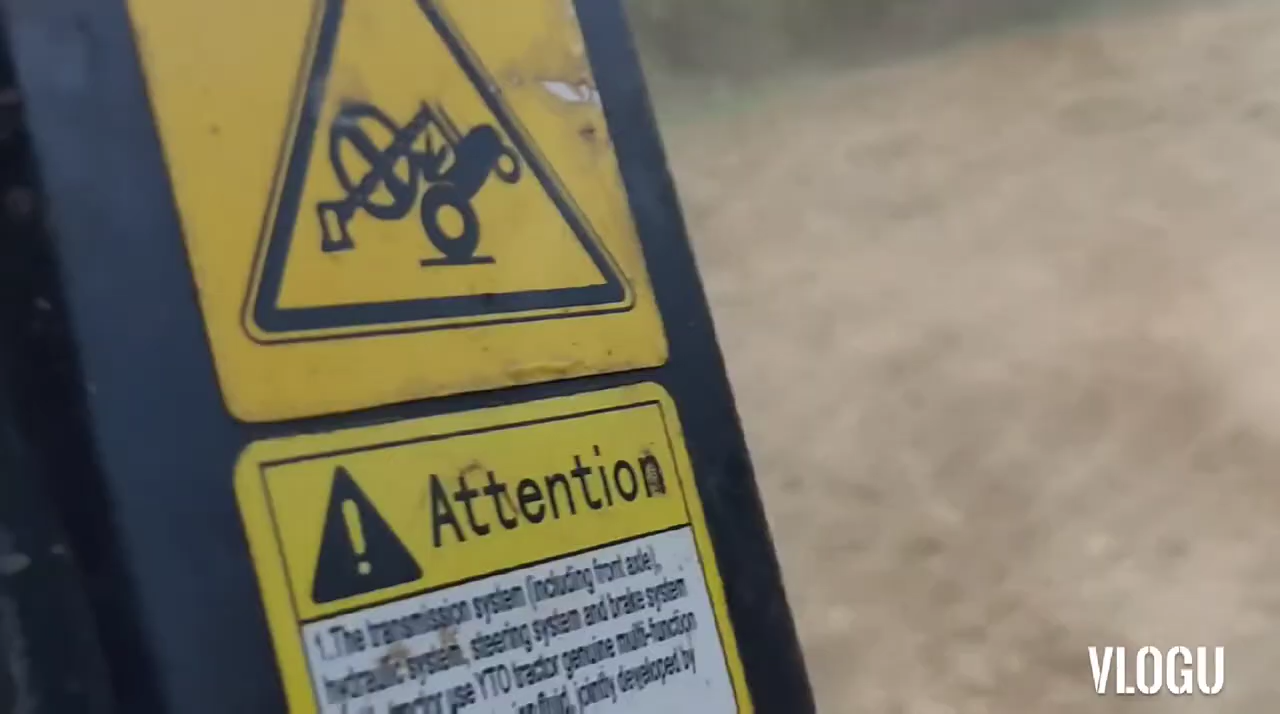 Attention
1. The transmission system (including front axle),
hydraulic system, steering system and brake system
tractor use YTO tractor genuine multi-function
fluid, jointly developed by
VLOGU